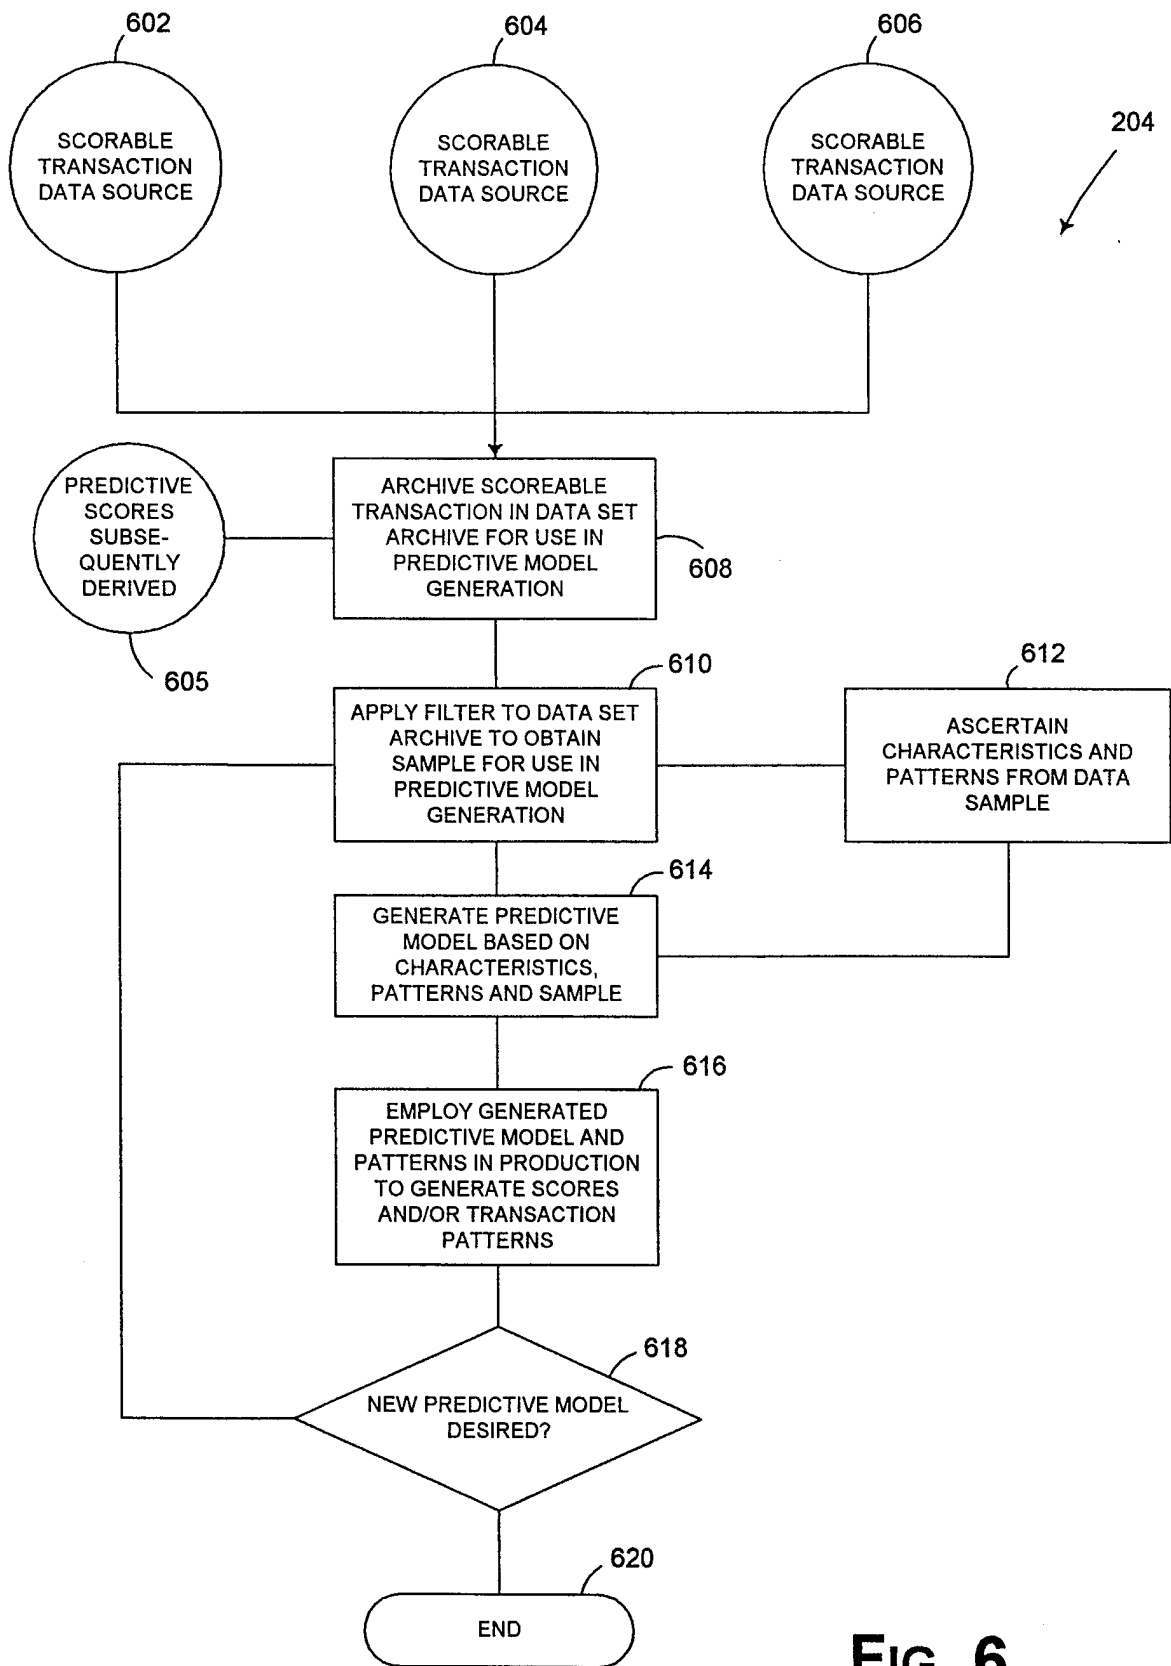 602
604
606
204
SCORABLE
TRANSACTION
DATA SOURCE
SCORABLE
TRANSACTION
DATA SOURCE
SCORABLE
TRANSACTION
DATA SOURCE
PREDICTIVE
SCORES
SUBSE-
QUENTLY
DERIVED
605
ARCHIVE SCOREABLE
TRANSACTION IN DATA SET
ARCHIVE FOR USE IN
PREDICTIVE MODEL
GENERATION
608
610
APPLY FILTER TO DATA SET
ARCHIVE TO OBTAIN
SAMPLE FOR USE IN
PREDICTIVE MODEL
GENERATION
612
ASCERTAIN
CHARACTERISTICS AND
PATTERNS FROM DATA
SAMPLE
614
GENERATE PREDICTIVE
MODEL BASED ON
CHARACTERISTICS,
PATTERNS AND SAMPLE
616
EMPLOY GENERATED
PREDICTIVE MODEL AND
PATTERNS IN PRODUCTION
TO GENERATE SCORES
AND/OR TRANSACTION
PATTERNS
618
NEW PREDICTIVE MODEL
DESIRED?
620
END
FIG. 6